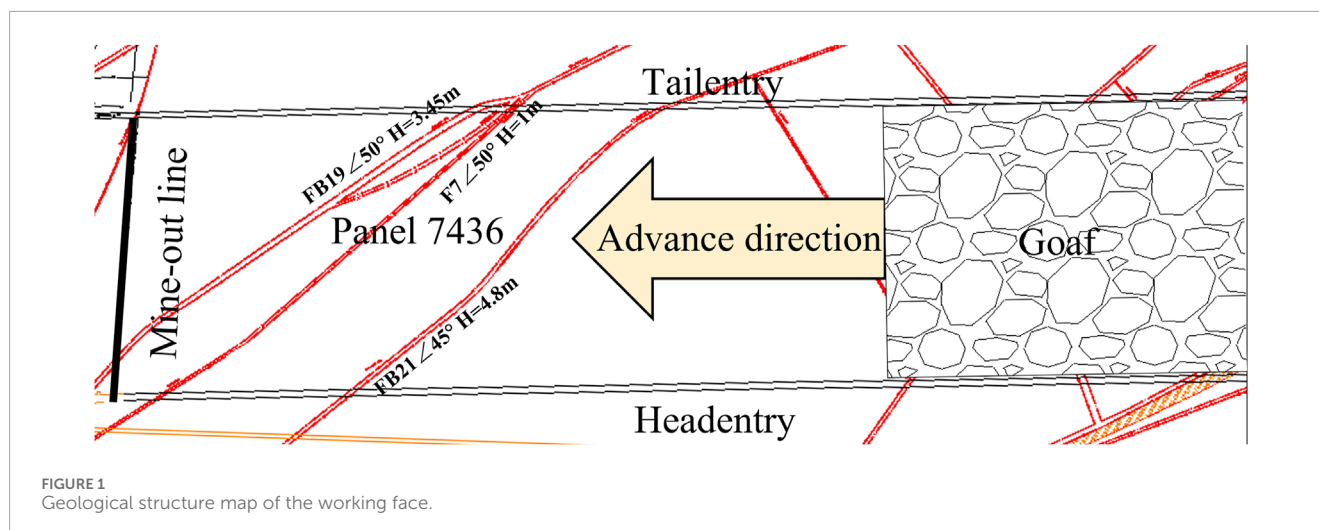 Tailentry
FB19∠50° H=3.45m
F7∠50° H=1m
Mine-out line
Panel 7436
Advance direction
Goaf
FB21∠45° H=4.8m
Headentry
FIGURE 1
Geological structure map of the working face.